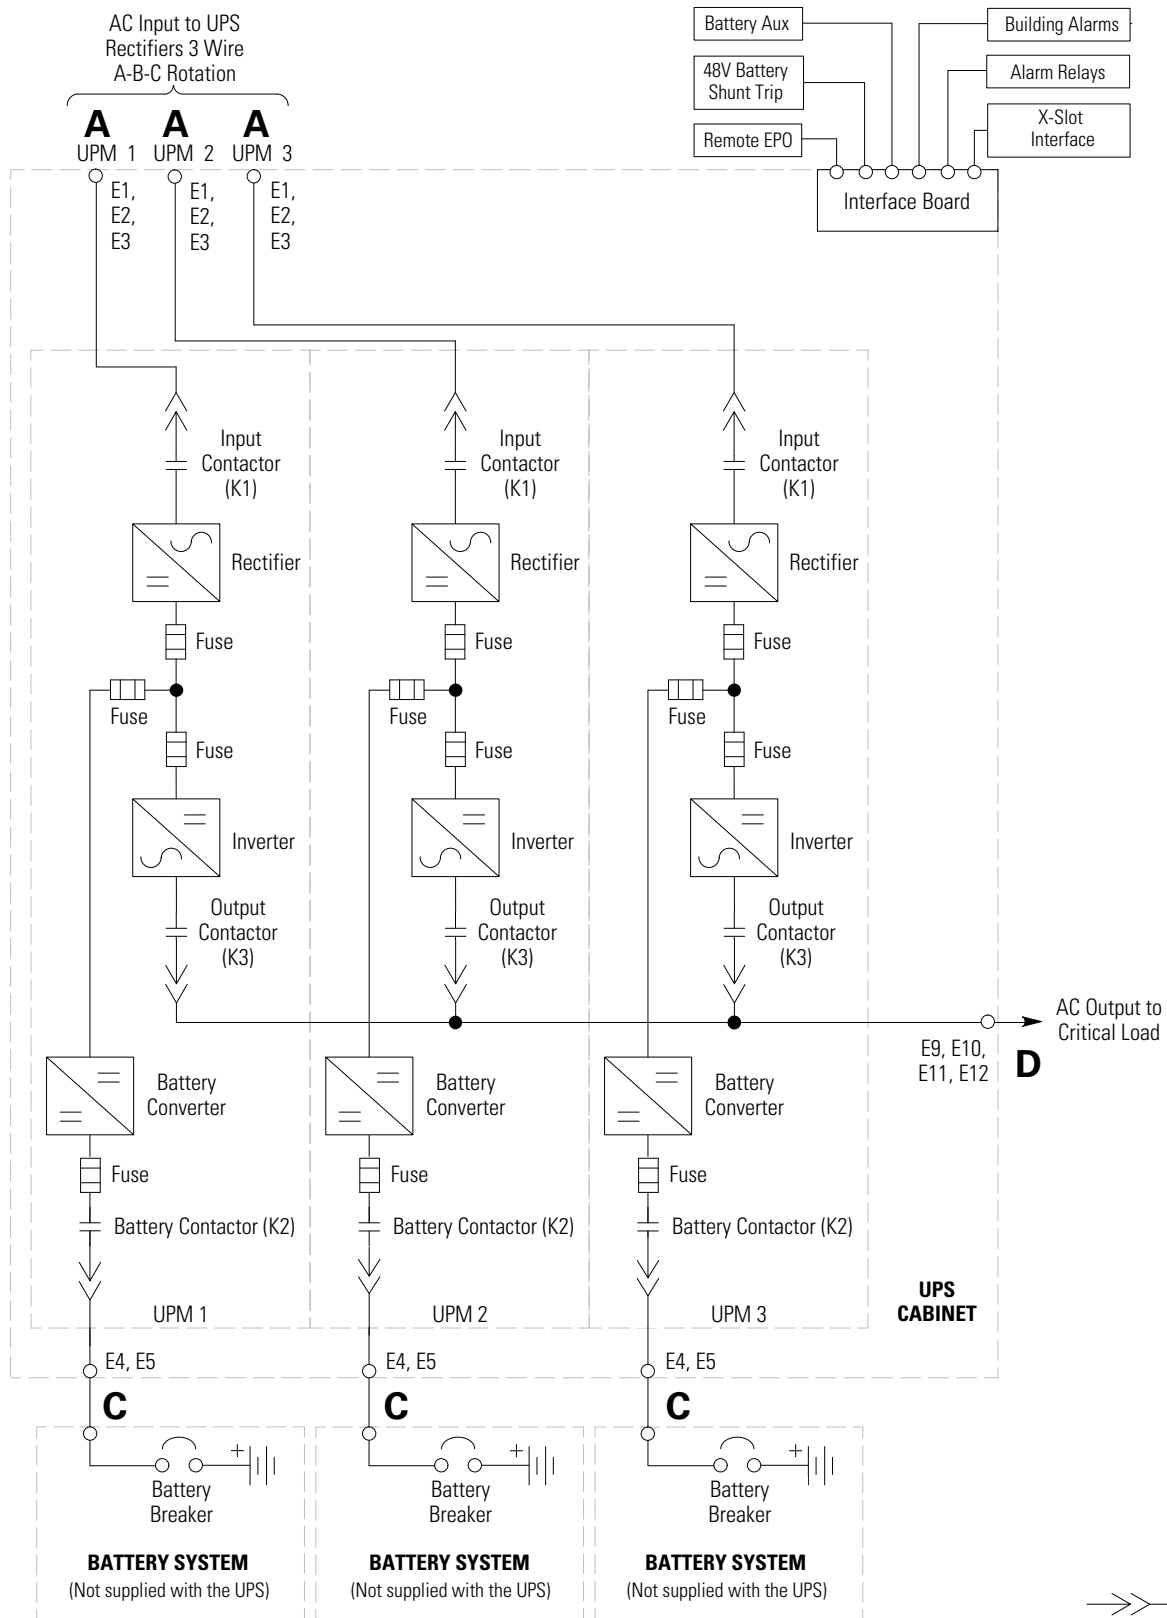 AC Input to UPS
Rectifiers 3 Wire
A-B-C Rotation
A A A
UPM 1 UPM 2 UPM 3
E1,
E2,
E3
E1,
E2,
E3
E1,
E2,
E3
Battery Aux
48V Battery
Shunt Trip
Remote EPO
Building Alarms
Alarm Relays
X-Slot
Interface
Interface Board
Input
Contactor
(K1)
Input
Contactor
(K1)
Input
Contactor
(K1)
Rectifier
Rectifier
Rectifier
Fuse
Fuse
Fuse
Fuse
Fuse
Fuse
Fuse
Fuse
Fuse
Inverter
Inverter
Inverter
Output
Contactor
(K3)
Output
Contactor
(K3)
Output
Contactor
(K3)
AC Output to
Critical Load
E9, E10,
E11, E12
D
Battery
Converter
Battery
Converter
Battery
Converter
Fuse
Fuse
Fuse
Battery Contactor (K2)
Battery Contactor (K2)
Battery Contactor (K2)
UPM 1
UPM 2
UPM 3
UPS
CABINET
E4, E5
E4, E5
E4, E5
C
C
C
+
+
+
Battery
Breaker
Battery
Breaker
Battery
Breaker
BATTERY SYSTEM
(Not supplied with the UPS)
BATTERY SYSTEM
(Not supplied with the UPS)
BATTERY SYSTEM
(Not supplied with the UPS)